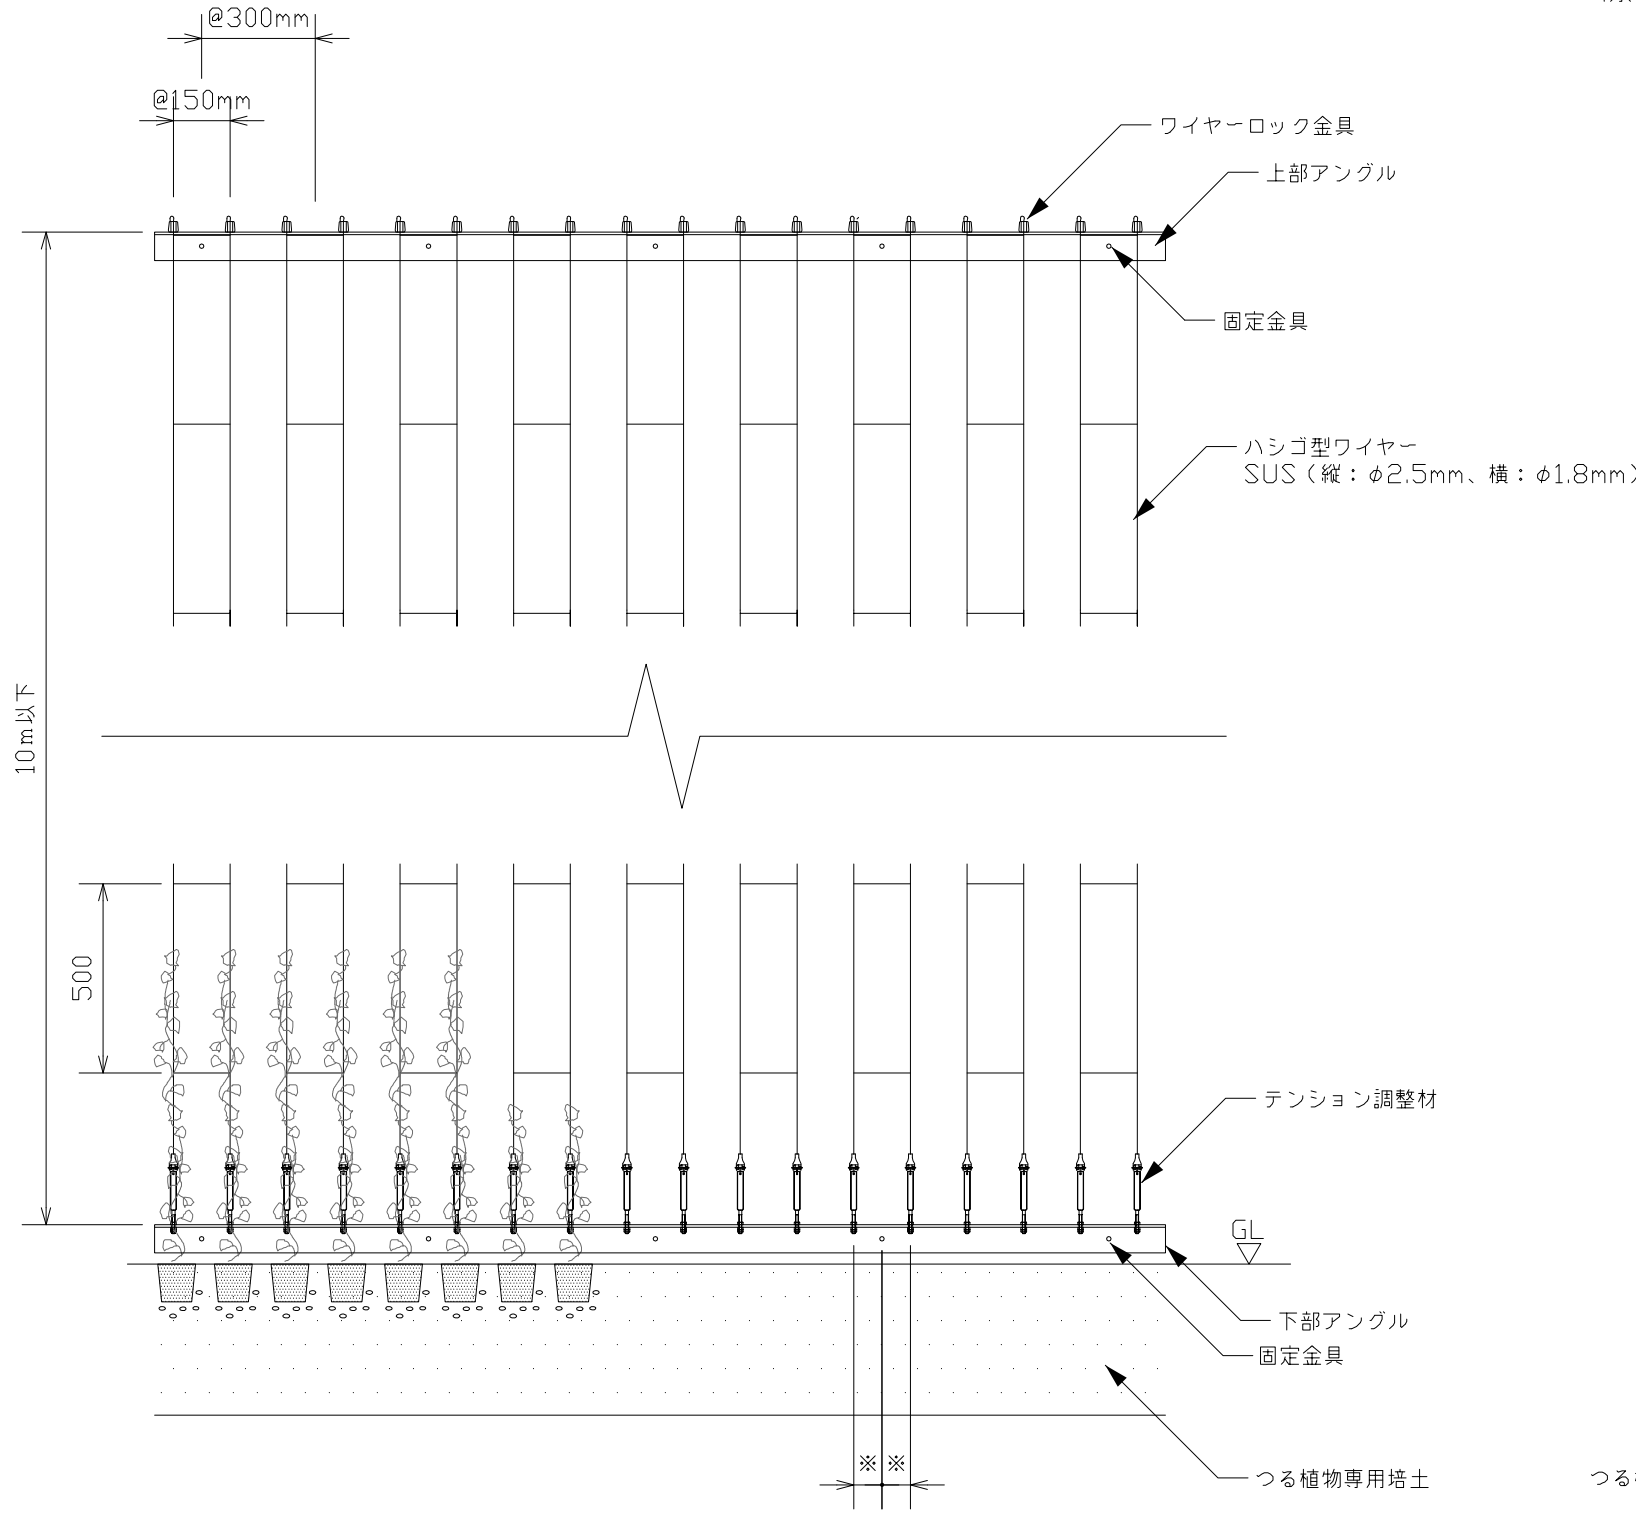 @300mm
@150mm
ワイヤーロック金具
上部アングル
固定金具
ハシゴ型ワイヤー
SUS（縦：φ2.5mm、横：φ1.8mm）
10m以下
500
テンション調整材
GL
下部アングル
固定金具
※ ※
つる植物専用培土
つる